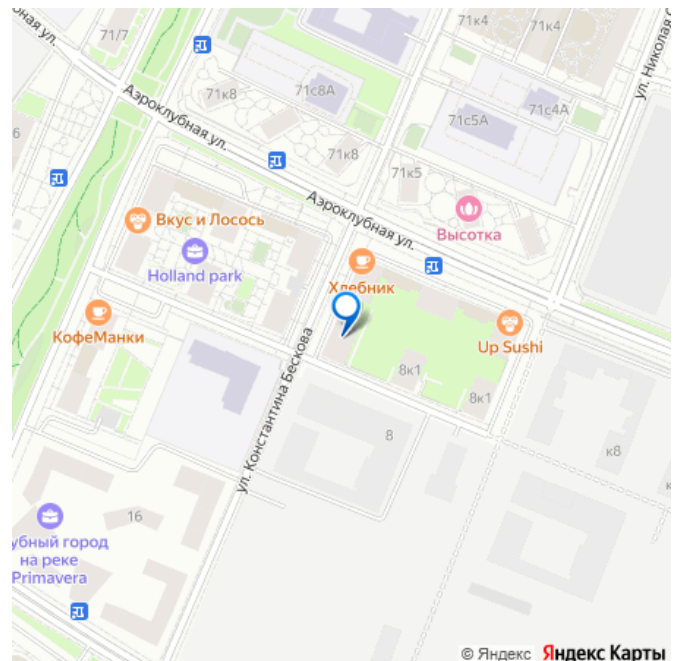 ная ул.
71/7
71к4
71к4
ул. Николая С
Аэроклубная ул.
71к8
71с8А
71с5А
71с4А
6
71к8
71к5
Аэроклубная ул.
Вкус и Лосось
Высотка
Holland park
Хлебник
КофеМанки
Up Sushi
ул. Константина Бескова
8к1
8к1
8
к8
к
16
убный город
на реке
Primavera
© Яндекс Яндекс Карты